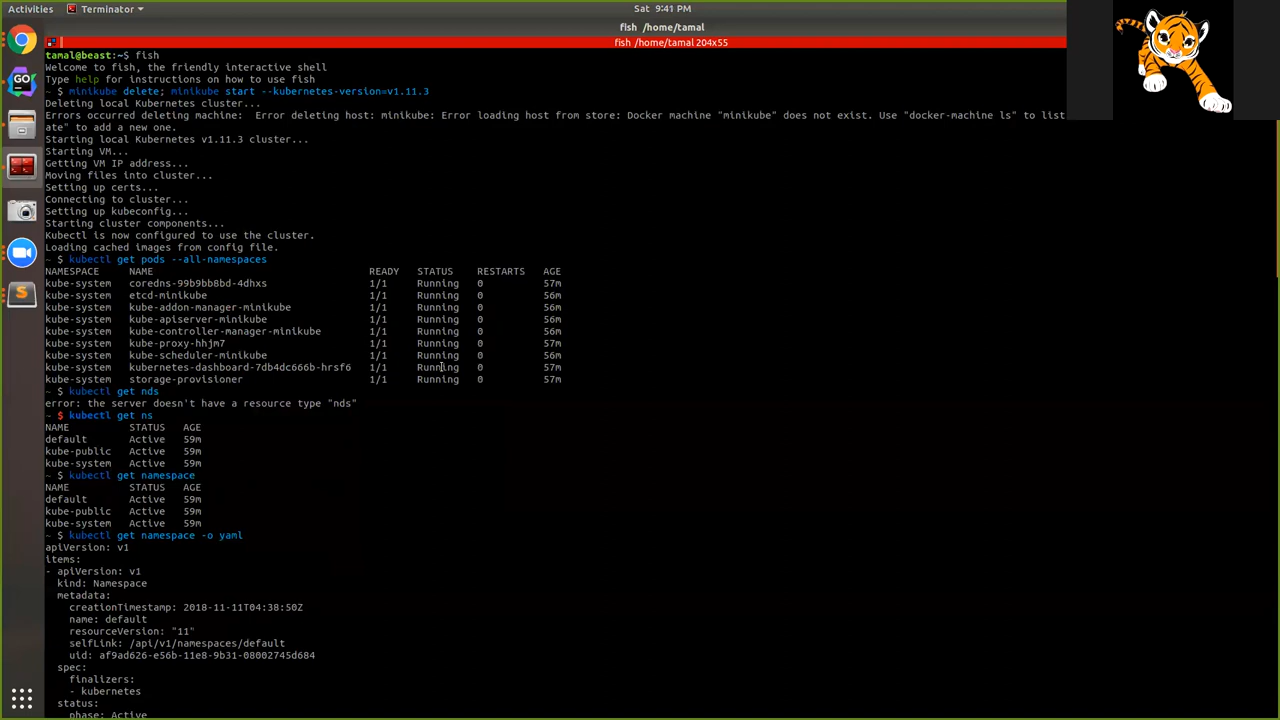 Activities Terminator Sat 9:41 PM
fish /home/tamal
fish /home/tamal 204x55
tamal@beast:~$ fish
Welcome to fish, the friendly interactive shell
Type help for instructions on how to use fish
~ $ minikube delete; minikube start --kubernetes-version=v1.11.3
Deleting local Kubernetes cluster...
Errors occurred deleting machine:  Error deleting host: minikube: Error loading host from store: Docker machine "minikube" does not exist. Use "docker-machine ls" to list
ate" to add a new one.
Starting local Kubernetes v1.11.3 cluster...
Starting VM...
Getting VM IP address...
Moving files into cluster...
Setting up certs...
Connecting to cluster...
Setting up kubeconfig...
Starting cluster components...
Kubectl is now configured to use the cluster.
Loading cached images from config file.
~ $ kubectl get pods --all-namespaces
NAMESPACE NAME READY STATUS RESTARTS AGE
kube-system coredns-99b9bb8bd-4dhxs 1/1 Running 0 57m
kube-system etcd-minikube 1/1 Running 0 56m
kube-system kube-addon-manager-minikube 1/1 Running 0 56m
kube-system kube-apiserver-minikube 1/1 Running 0 56m
kube-system kube-controller-manager-minikube 1/1 Running 0 56m
kube-system kube-proxy-hhjm7 1/1 Running 0 57m
kube-system kube-scheduler-minikube 1/1 Running 0 56m
kube-system kubernetes-dashboard-7db4dc666b-hrsf6 1/1 Running 0 57m
kube-system storage-provisioner 1/1 Running 0 57m
~ $ kubectl get nds
error: the server doesn't have a resource type "nds"
~ $ kubectl get ns
NAME STATUS AGE
default Active 59m
kube-public Active 59m
kube-system Active 59m
~ $ kubectl get namespace
NAME STATUS AGE
default Active 59m
kube-public Active 59m
kube-system Active 59m
~ $ kubectl get namespace -o yaml
apiVersion: v1
items:
- apiVersion: v1
  kind: Namespace
  metadata:
    creationTimestamp: 2018-11-11T04:38:50Z
    name: default
    resourceVersion: "11"
    selfLink: /api/v1/namespaces/default
    uid: af9ad626-e56b-11e8-9b31-08002745d684
  spec:
    finalizers:
    - kubernetes
  status:
    phase: Active